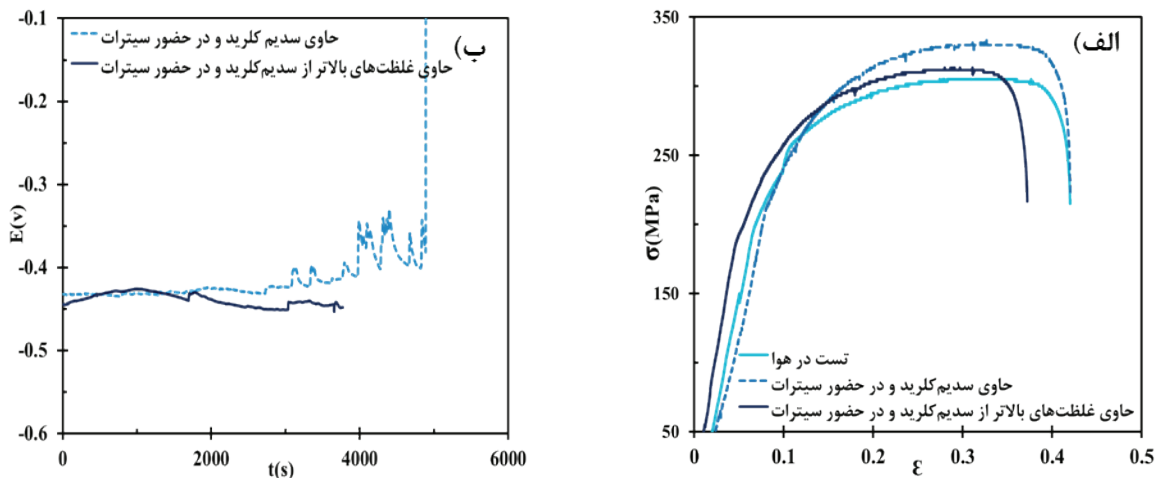 -0.1
-0.2
-0.3
-0.4
-0.5
-0.6
E(v)
0
2000
4000
6000
t(s)
ب)
حاوی سدیم کلرید و در حضور سیترات
حاوی غلظت‌های بالاتر از سدیم‌کلرید و در حضور سیترات
350
250
150
50
σ(MPa)
0
0.1
0.2
0.3
0.4
0.5
ε
الف)
تست در هوا
حاوی سدیم‌کلرید و در حضور سیترات
حاوی غلظت‌های بالاتر از سدیم‌کلرید و در حضور سیترات